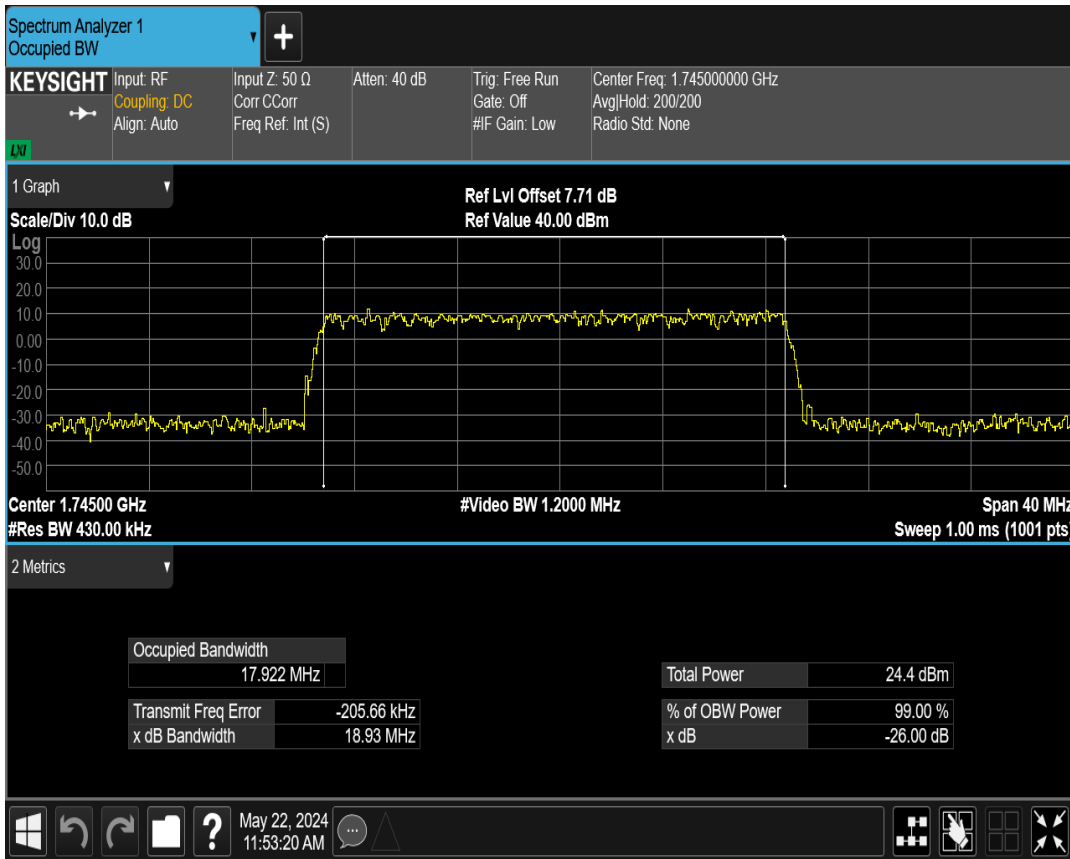 Spectrum Analyzer 1
Occupied BW
KEYSIGHT
LXI
Input: RF
Coupling: DC
Align: Auto
Input Z: 50 Ω
Corr CCorr
Freq Ref: Int (S)
Atten: 40 dB
Trig: Free Run
Gate: Off
#IF Gain: Low
Center Freq: 1.745000000 GHz
Avg|Hold: 200/200
Radio Std: None
1 Graph
Ref Lvl Offset 7.71 dB
Scale/Div 10.0 dB
Ref Value 40.00 dBm
Log
30.0
20.0
10.0
0.00
-10.0
-20.0
-30.0
-40.0
-50.0
Center 1.74500 GHz
#Video BW 1.2000 MHz
Span 40 MHz
#Res BW 430.00 kHz
Sweep 1.00 ms (1001 pts)
2 Metrics
Occupied Bandwidth
17.922 MHz
Total Power 24.4 dBm
Transmit Freq Error -205.66 kHz
% of OBW Power 99.00 %
x dB Bandwidth 18.93 MHz
x dB -26.00 dB
May 22, 2024
11:53:20 AM